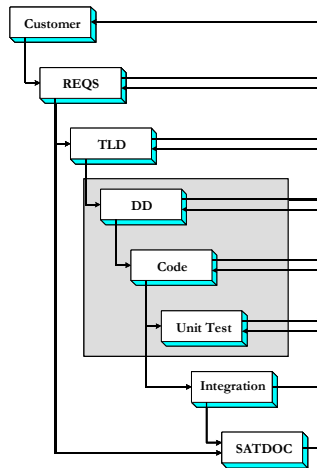 Customer
REQS
TLD
DD
Code
Unit Test
Integration
SATDOC